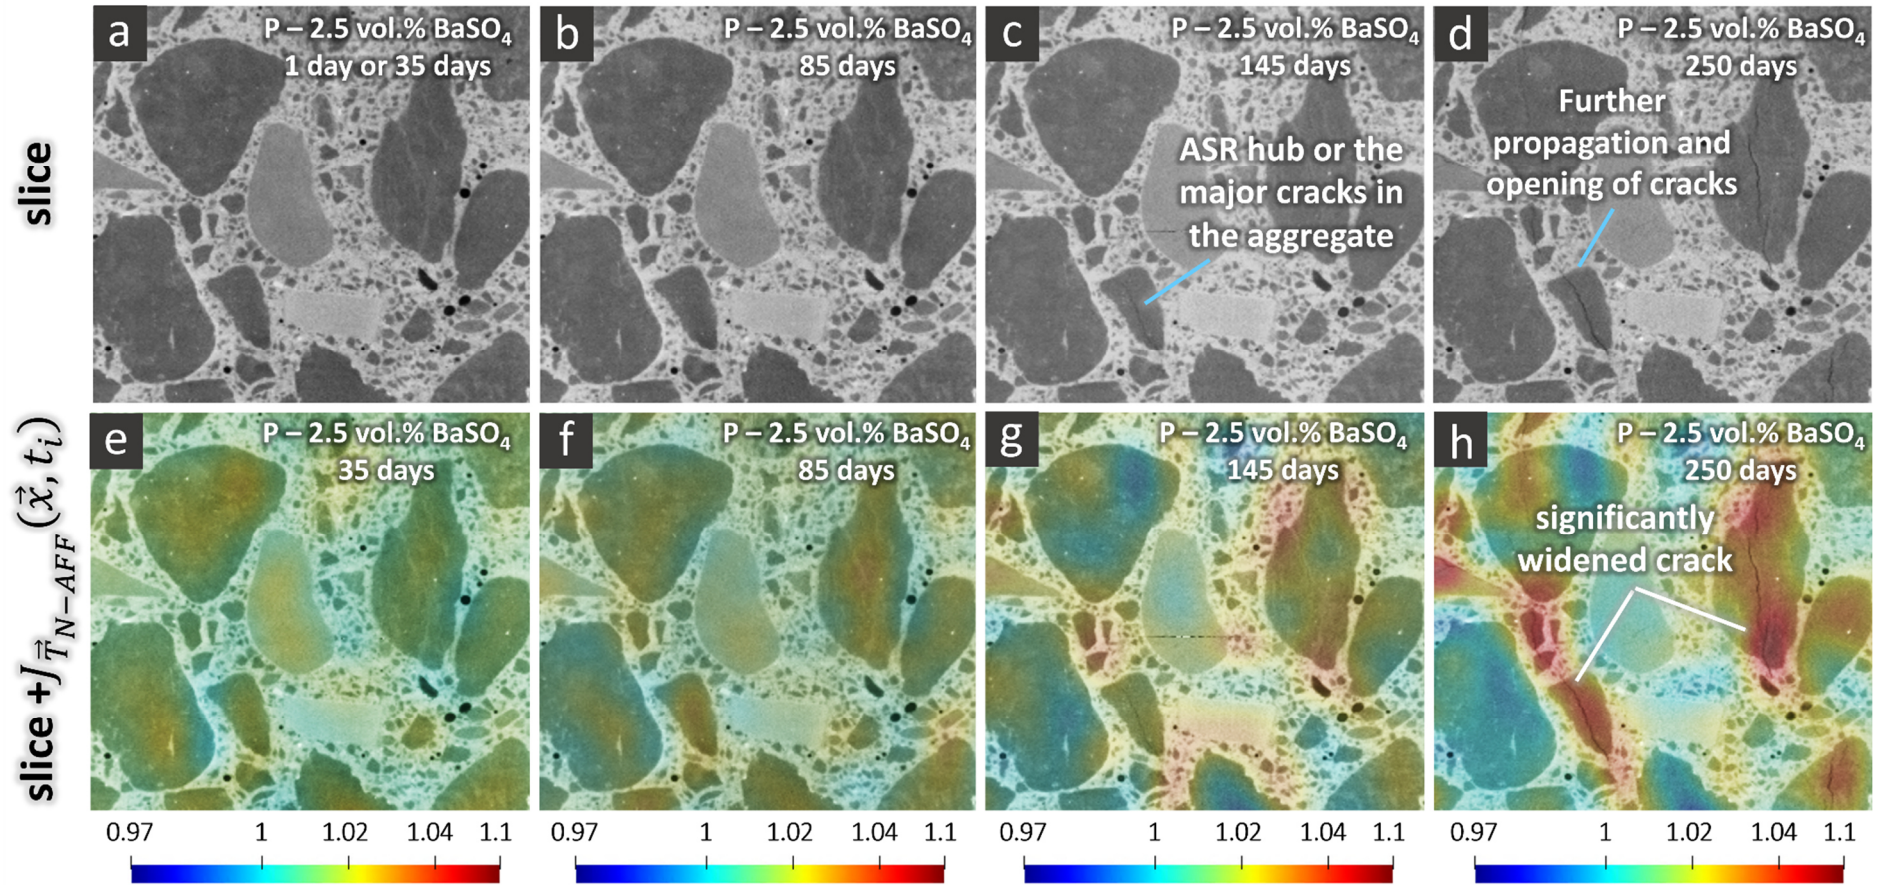 slice
a
P – 2.5 vol.% BaSO₄
1 day or 35 days
b
P – 2.5 vol.% BaSO₄
85 days
c
P – 2.5 vol.% BaSO₄
145 days
ASR hub or the
major cracks in
the aggregate
d
P – 2.5 vol.% BaSO₄
250 days
Further
propagation and
opening of cracks
slice +J_{\vec{T}_{N-AFF}}(\vec{x}, t_i)
e
P – 2.5 vol.% BaSO₄
35 days
f
P – 2.5 vol.% BaSO₄
85 days
g
P – 2.5 vol.% BaSO₄
145 days
h
P – 2.5 vol.% BaSO₄
250 days
significantly
widened crack
0.97 1 1.02 1.04 1.1
0.97 1 1.02 1.04 1.1
0.97 1 1.02 1.04 1.1
0.97 1 1.02 1.04 1.1